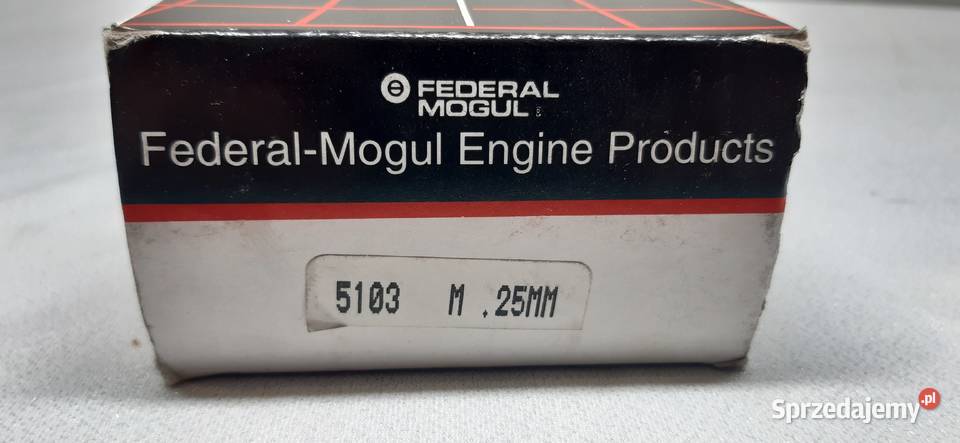 FEDERAL
MOGUL
Federal-Mogul Engine Products
5103 M .25MM
Sprzedajemy.pl